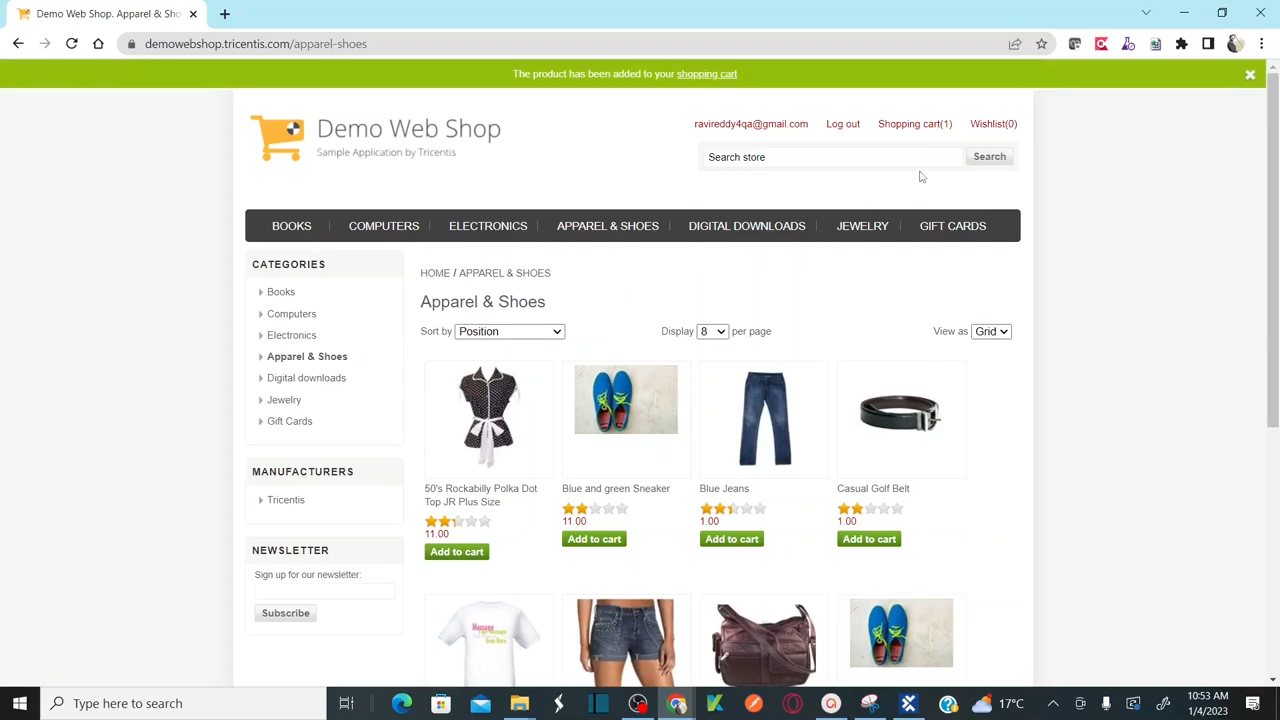 Demo Web Shop. Apparel & Sho
demowebshop.tricentis.com/apparel-shoes
The product has been added to your shopping cart
Demo Web Shop
Sample Application by Tricentis
ravireddy4qa@gmail.com Log out Shopping cart(1) Wishlist(0)
Search store Search
BOOKS COMPUTERS ELECTRONICS APPAREL & SHOES DIGITAL DOWNLOADS JEWELRY GIFT CARDS
CATEGORIES
Books
Computers
Electronics
Apparel & Shoes
Digital downloads
Jewelry
Gift Cards
MANUFACTURERS
Tricentis
NEWSLETTER
Sign up for our newsletter:
Subscribe
HOME / APPAREL & SHOES
Apparel & Shoes
Sort by Position Display 8 per page View as Grid
50's Rockabilly Polka Dot
Top JR Plus Size
11.00
Add to cart
Blue and green Sneaker
11.00
Add to cart
Blue Jeans
1.00
Add to cart
Casual Golf Belt
1.00
Add to cart
Type here to search
17°C
10:53 AM
1/4/2023